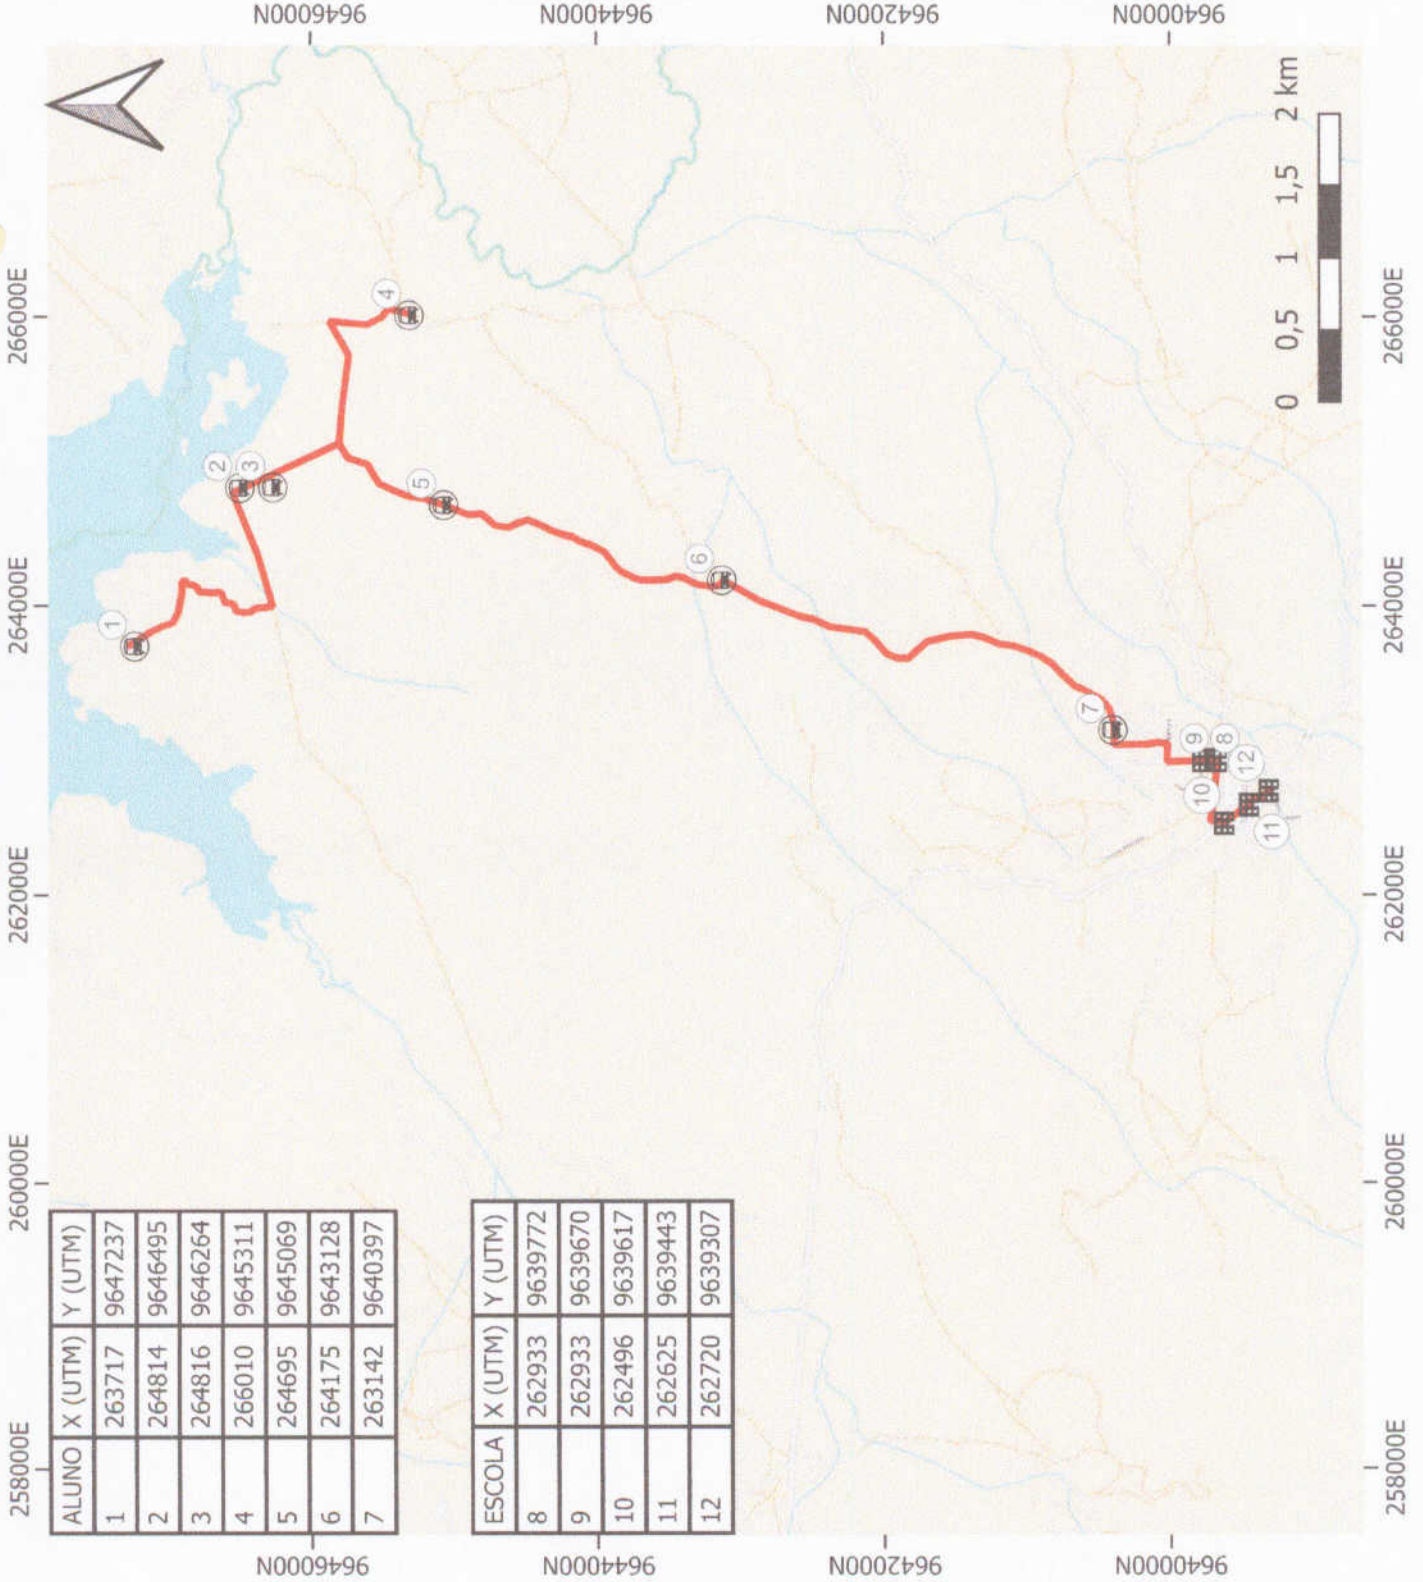 258000E 260000E 262000E 264000E 266000E
9646000N 9644000N 9642000N 9640000N
ALUNO X (UTM) Y (UTM)
1 263717 9647237
2 264814 9646495
3 264816 9646264
4 266010 9645311
5 264695 9645069
6 264175 9643128
7 263142 9640397
ESCOLA X (UTM) Y (UTM)
8 262933 9639772
9 262933 9639670
10 262496 9639617
11 262625 9639443
12 262720 9639307
1
2
3
4
5
6
7
9
8
10
12
11
0 0,5 1 1,5 2 km
9646000N 9644000N 9642000N 9640000N
258000E 260000E 262000E 264000E 266000E